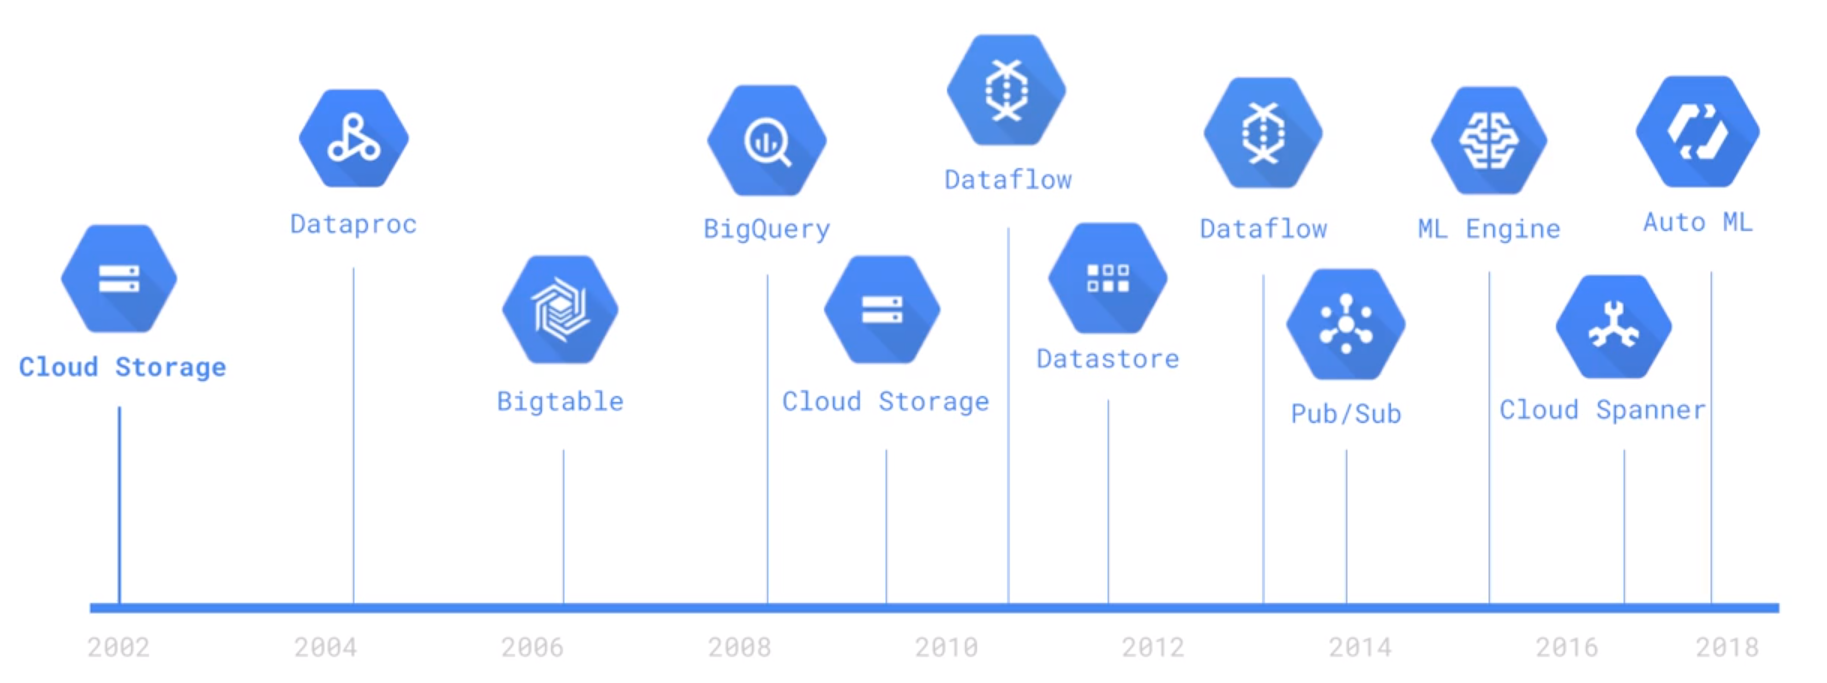 Cloud Storage
Dataproc
Bigtable
BigQuery
Cloud Storage
Dataflow
Datastore
Dataflow
Pub/Sub
ML Engine
Cloud Spanner
Auto ML
2002 2004 2006 2008 2010 2012 2014 2016 2018